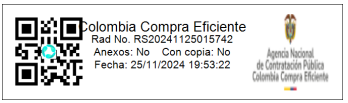 Colombia Compra Eficiente
Rad No. RS20241125015742
Anexos: No Con copia: No
Fecha: 25/11/2024 19:53:22
Agencia Nacional
de Contratación Pública
Colombia Compra Eficiente